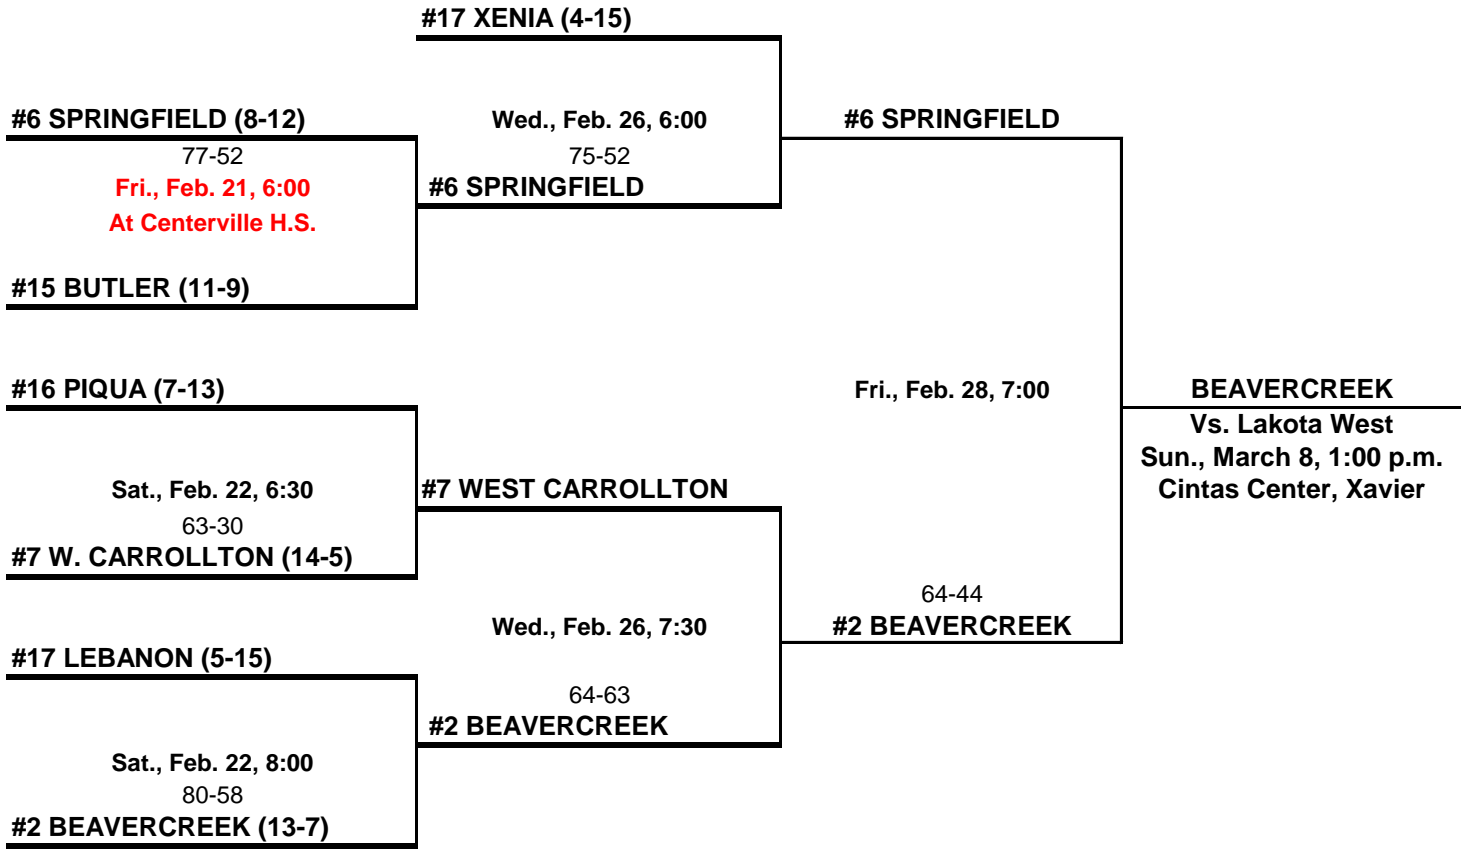 #17 XENIA (4-15)
#6 SPRINGFIELD (8-12)
77-52
Fri., Feb. 21, 6:00
At Centerville H.S.
#15 BUTLER (11-9)
Wed., Feb. 26, 6:00
75-52
#6 SPRINGFIELD
#6 SPRINGFIELD
#16 PIQUA (7-13)
Sat., Feb. 22, 6:30
63-30
#7 W. CARROLLTON (14-5)
#7 WEST CARROLLTON
Wed., Feb. 26, 7:30
64-63
#2 BEAVERCREEK
#17 LEBANON (5-15)
Sat., Feb. 22, 8:00
80-58
#2 BEAVERCREEK (13-7)
Fri., Feb. 28, 7:00
64-44
#2 BEAVERCREEK
BEAVERCREEK
Vs. Lakota West
Sun., March 8, 1:00 p.m.
Cintas Center, Xavier